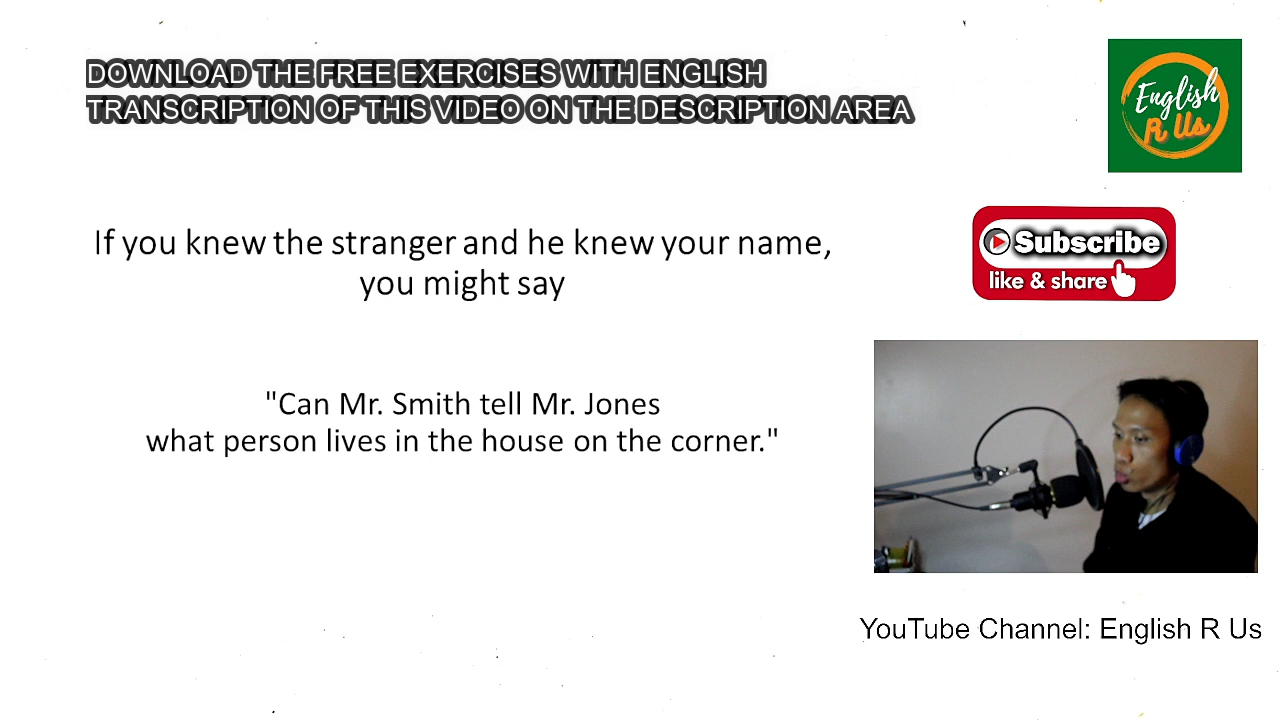 DOWNLOAD THE FREE EXERCISES WITH ENGLISH
TRANSCRIPTION OF THIS VIDEO ON THE DESCRIPTION AREA
English
R Us
If you knew the stranger and he knew your name,
you might say
Subscribe
like & share
"Can Mr. Smith tell Mr. Jones
what person lives in the house on the corner."
YouTube Channel: English R Us